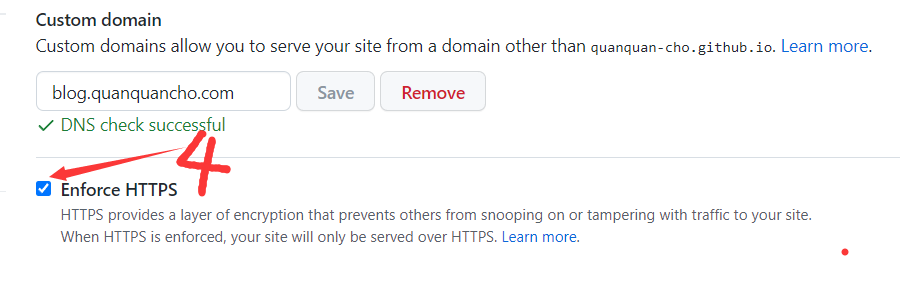 Custom domain
Custom domains allow you to serve your site from a domain other than quanquan-cho.github.io. Learn more.
blog.quanquancho.com Save Remove
DNS check successful
4
Enforce HTTPS
HTTPS provides a layer of encryption that prevents others from snooping on or tampering with traffic to your site.
When HTTPS is enforced, your site will only be served over HTTPS. Learn more.